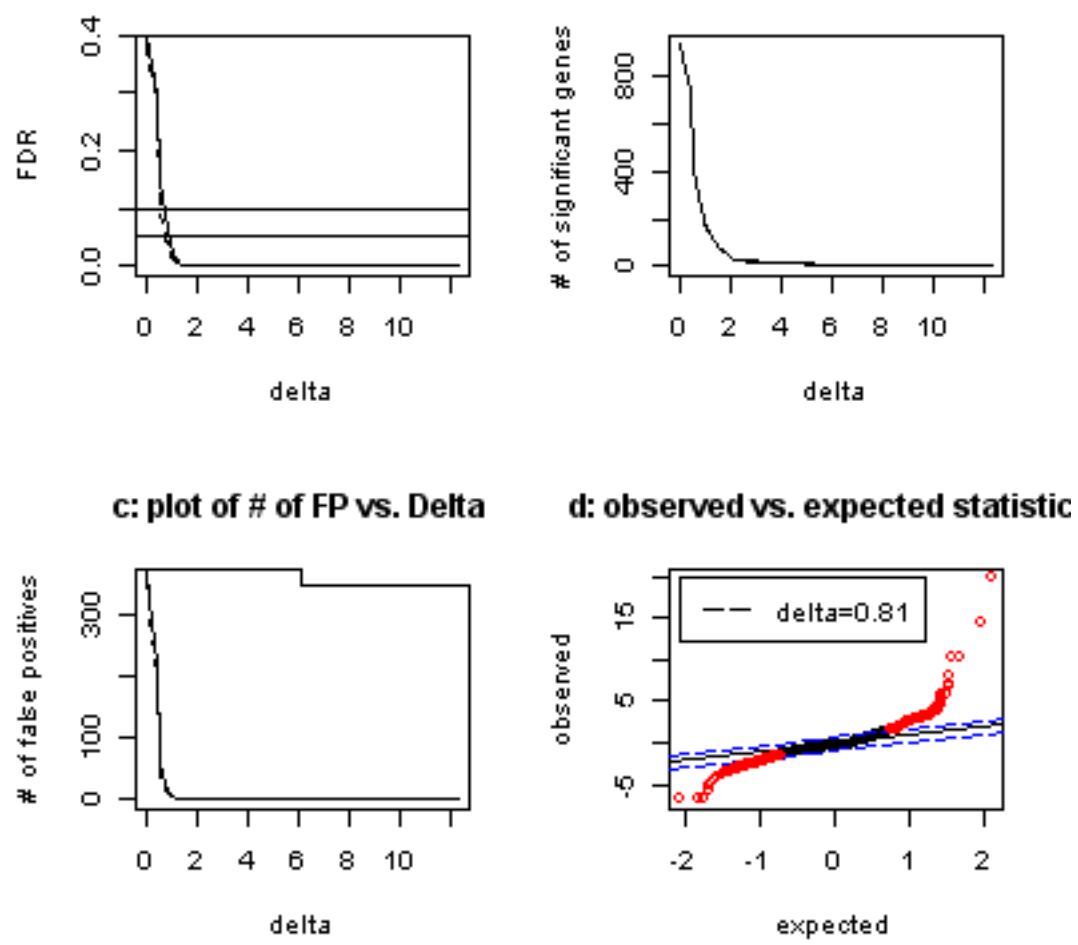 FDR
0.4
0.2
0.0
0 2 4 6 8 10
delta
# of significant genes
800
400
0
0 2 4 6 8 10
delta
c: plot of # of FP vs. Delta
# of false positives
300
100
0
0 2 4 6 8 10
delta
d: observed vs. expected statistic
observed
15
5
-5
delta=0.81
-2 -1 0 1 2
expected